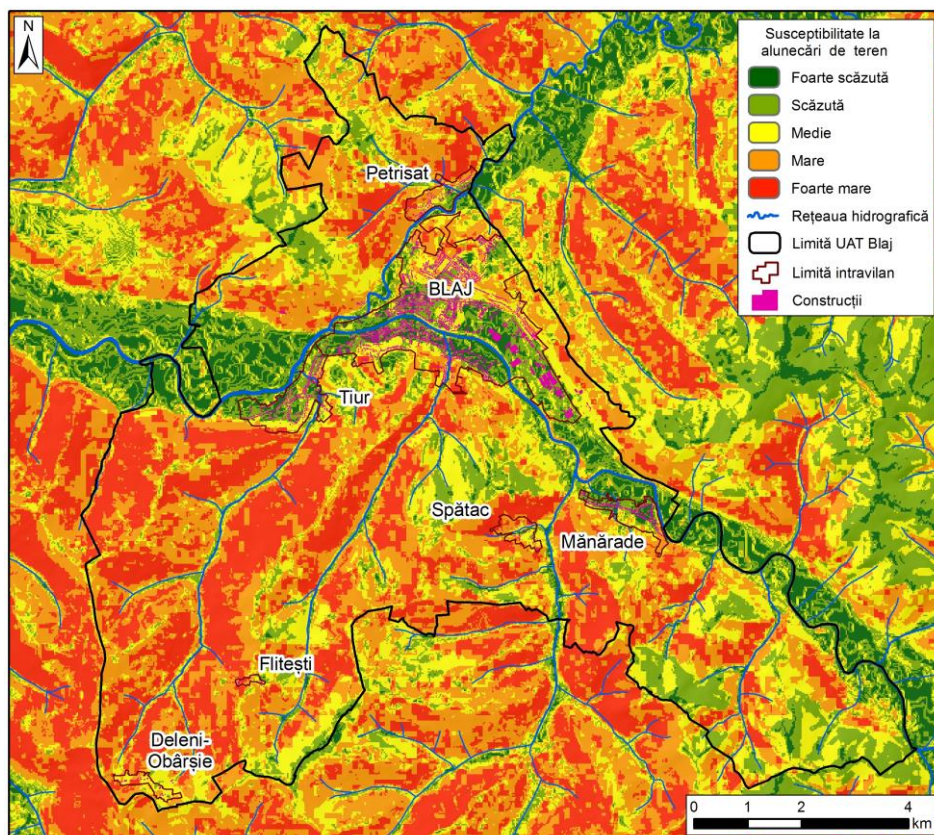 N
Susceptibilitate la
alunecări de teren
Foarte scăzută
Scăzută
Medie
Mare
Foarte mare
Rețeaua hidrografică
Limită UAT Blaj
Limită intravilan
Construcții
Petrisat
BLAJ
Tiur
Spătac
Mănărade
Flitești
Deleni-
Obârșie
0 1 2 4
km